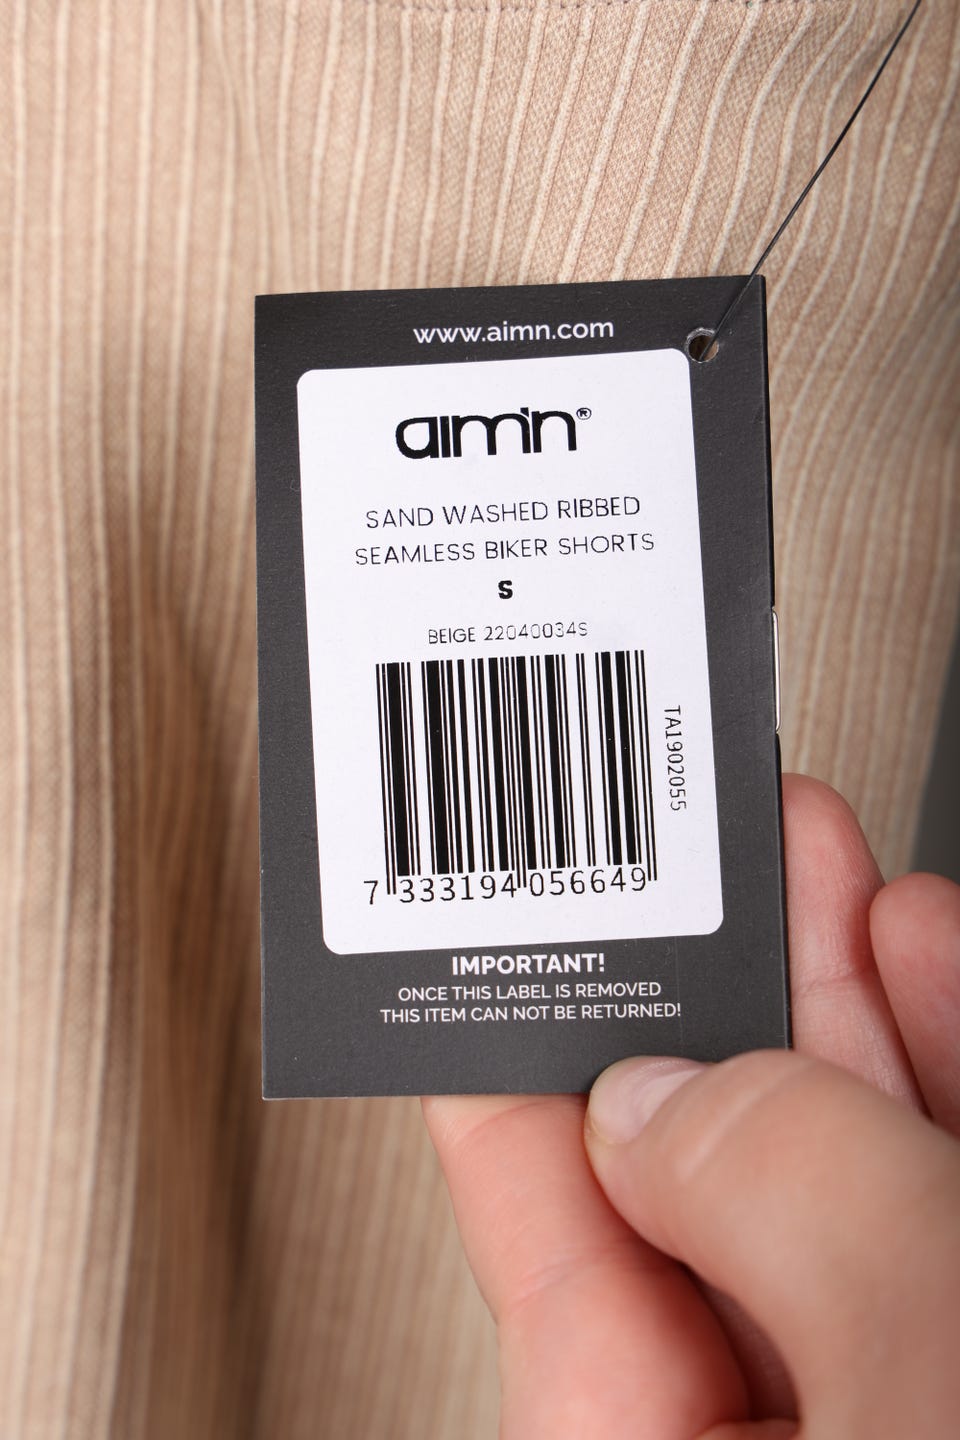 www.aimn.com
aim'n®
SAND WASHED RIBBED
SEAMLESS BIKER SHORTS
S
BEIGE 22040034S
TA1902055
7 333194 056649
IMPORTANT!
ONCE THIS LABEL IS REMOVED
THIS ITEM CAN NOT BE RETURNED!